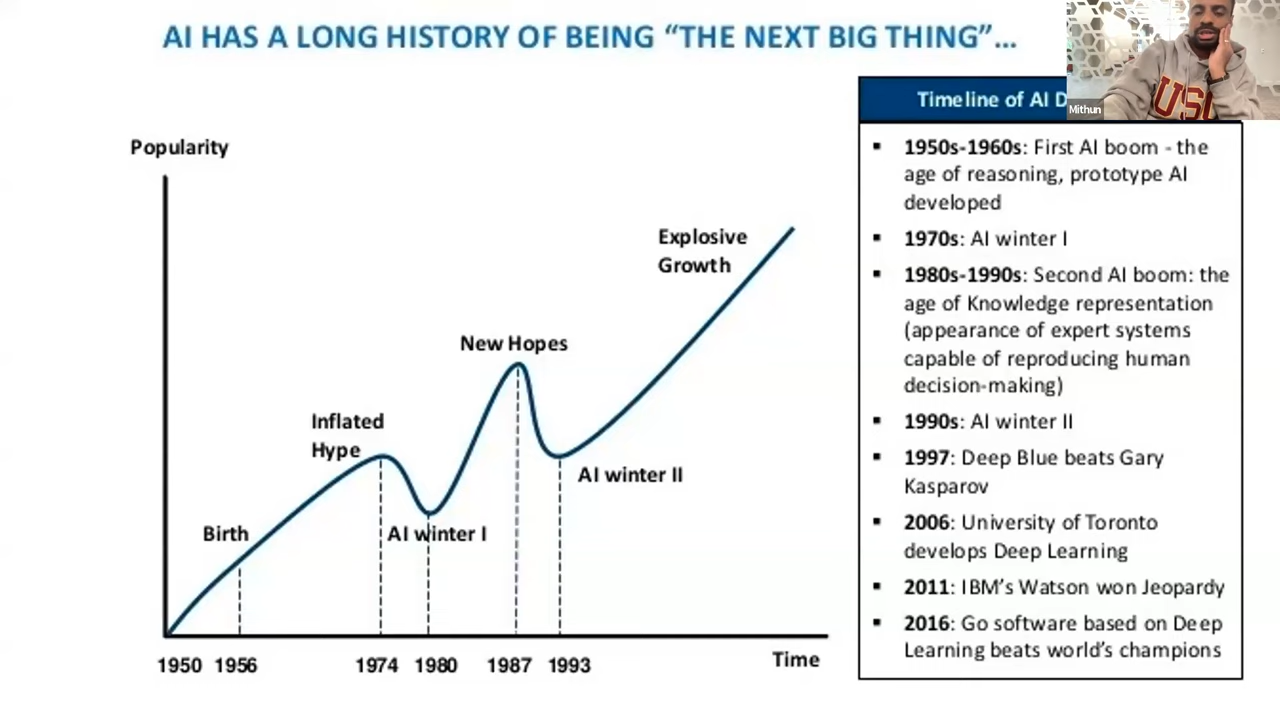 AI HAS A LONG HISTORY OF BEING “THE NEXT BIG THING”...
Mithun
Popularity
Explosive
Growth
New Hopes
Inflated
Hype
AI winter II
Birth
AI winter I
1950 1956 1974 1980 1987 1993
Time
Timeline of AI
1950s-1960s: First AI boom - the
age of reasoning, prototype AI
developed
1970s: AI winter I
1980s-1990s: Second AI boom: the
age of Knowledge representation
(appearance of expert systems
capable of reproducing human
decision-making)
1990s: AI winter II
1997: Deep Blue beats Gary
Kasparov
2006: University of Toronto
develops Deep Learning
2011: IBM’s Watson won Jeopardy
2016: Go software based on Deep
Learning beats world’s champions